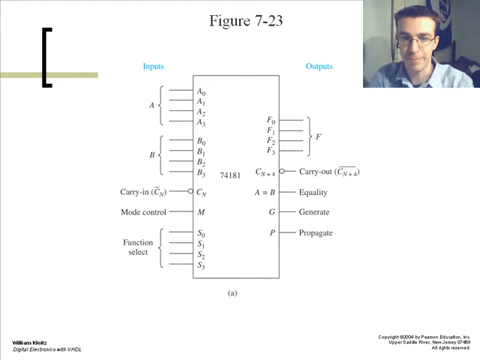 Figure 7-23
Inputs
Outputs
A
A0
A1
A2
A3
B
B0
B1
B2
B3
Carry-in (C̃N)
CN
Mode control
M
Function
select
S0
S1
S2
S3
74181
F0
F1
F2
F3
F
CN+4
Carry-out (C̅N+4)
A = B
Equality
G
Generate
P
Propagate
(a)
William Kleitz
Digital Electronics with VHDL
Copyright ©2004 by Pearson Education, Inc.
Upper Saddle River, New Jersey 07458
All rights reserved.